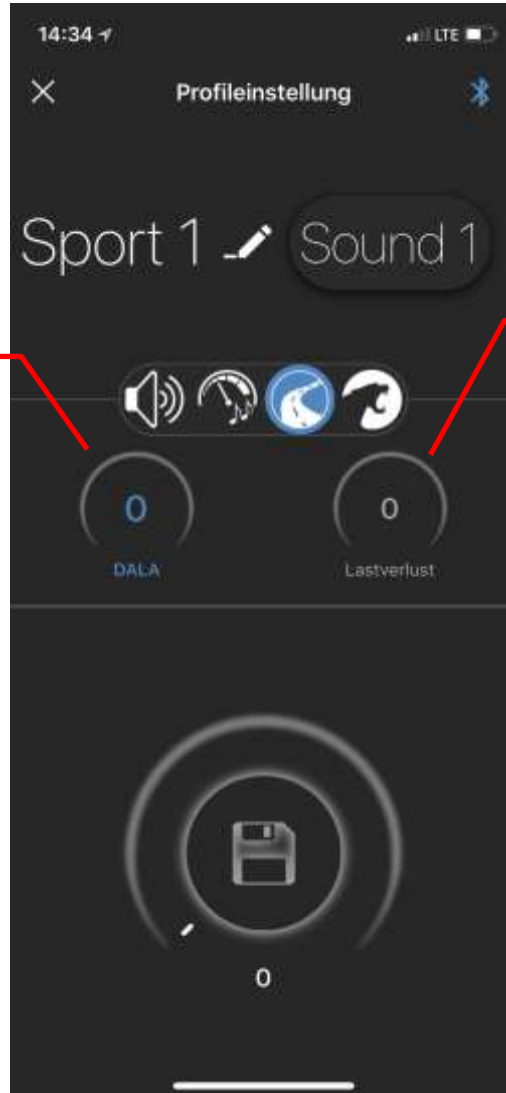 14:34
LTE
Profileinstellung
Sport 1
Sound 1
0
0
DALA
Lastverlust
0